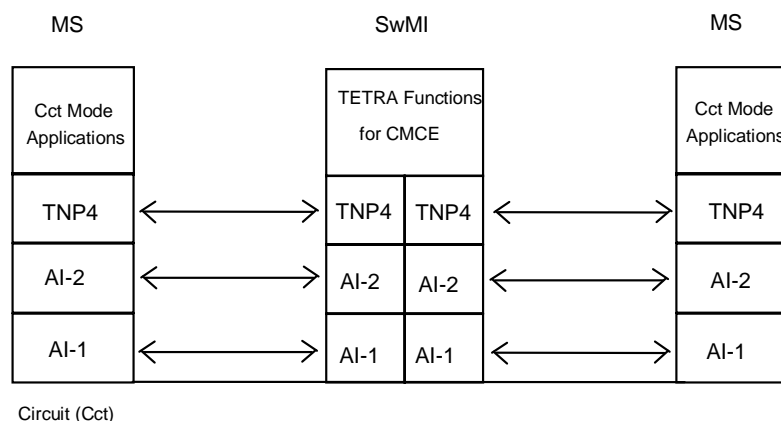 MS SwMI MS
Cct Mode
Applications
TETRA Functions
for CMCE
Cct Mode
Applications
TNP4 TNP4 TNP4 TNP4
AI-2 AI-2 AI-2 AI-2
AI-1 AI-1 AI-1 AI-1
Circuit (Cct)